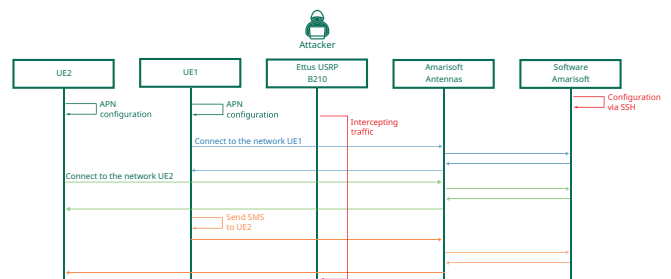 Attacker
UE2
UE1
Ettus USRP
B210
Amarisoft
Antennas
Software
Amarisoft
APN
configuration
APN
configuration
Configuration
via SSH
Intercepting
traffic
Connect to the network UE1
Connect to the network UE2
Send SMS
to UE2